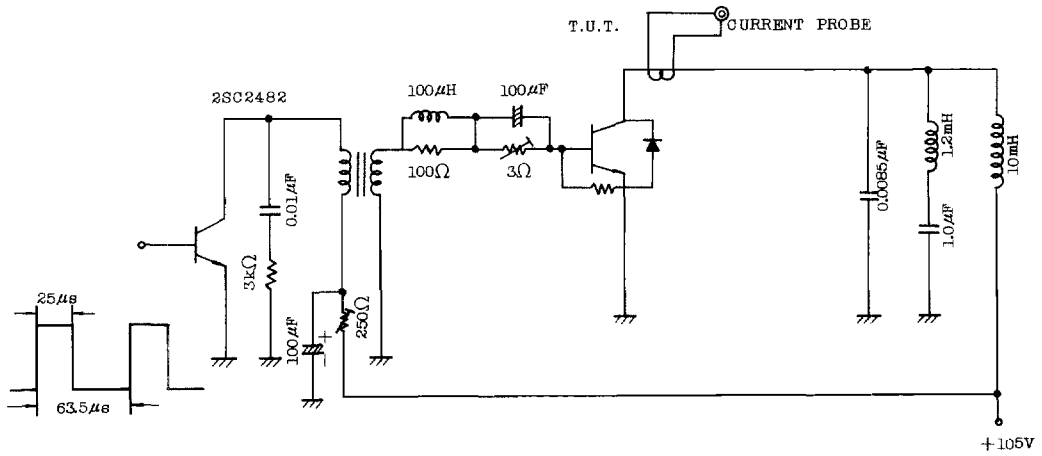 T.U.T.
CURRENT PROBE
2SC2482
100μH
100μF
100Ω
3Ω
0.01μF
3kΩ
100μF
+
250Ω
0.0085μF
1.2mH
1.0μF
10mH
25μs
63.5μs
+105V